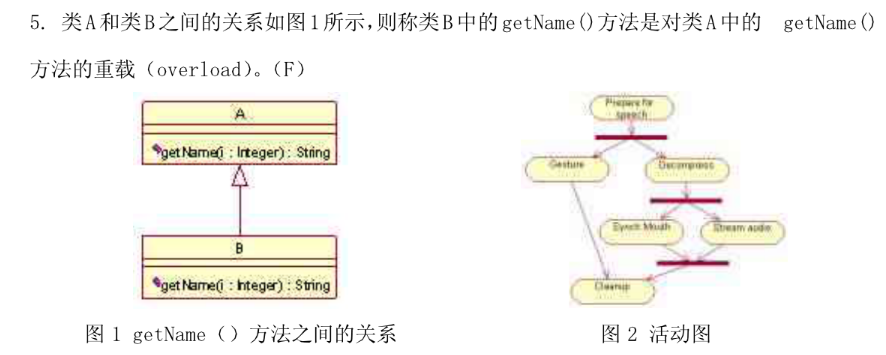 5. 类A和类B之间的关系如图1所示,则称类B中的getName()方法是对类A中的 getName()
方法的重载（overload)。(F)
A
getName(i : Integer) : String
B
getName(i : Integer) : String
Prepare for
speech
Gesture
Decompress
Synch Mouth
Stream audio
Cleanup
图 1 getName（）方法之间的关系
图 2 活动图